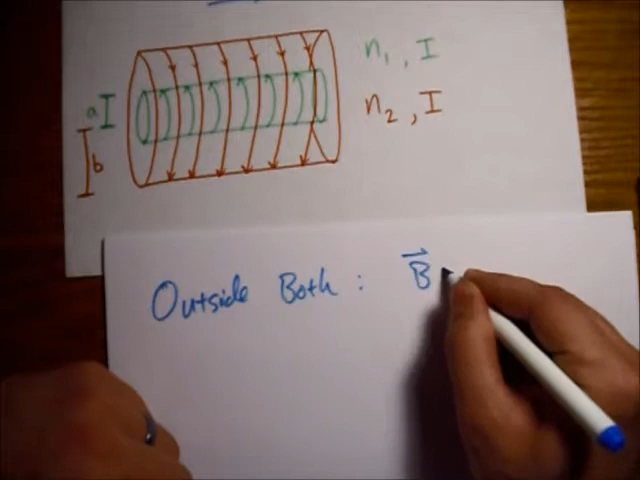 n₁, I
a
n₂, I
b
Outside Both: B⃗